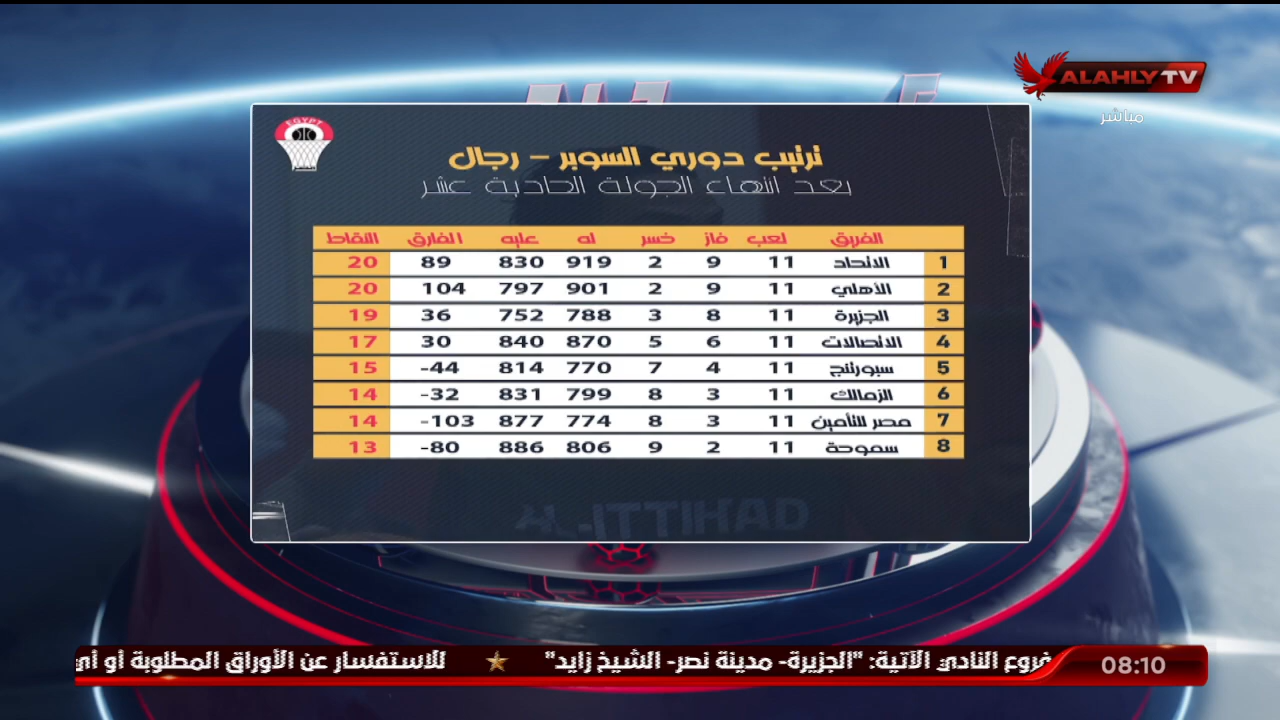 ALAHLY TV
مباشر
EGYPT
ترتيب دوري السوبر – رجال
بعد انتهاء الجولة الحادية عشر
الفريق لعب فاز خسر له عليه الفارق النقاط
1 الاتحاد 11 9 2 919 830 89 20
2 الأهلي 11 9 2 901 797 104 20
3 الجزيرة 11 8 3 788 752 36 19
4 الاتصالات 11 6 5 870 840 30 17
5 سبورتنج 11 4 7 770 814 -44 15
6 الزمالك 11 3 8 799 831 -32 14
7 مصر للتأمين 11 3 8 774 877 -103 14
8 سموحة 11 2 9 806 886 -80 13
فروع النادي الآتية: "الجزيرة- مدينة نصر- الشيخ زايد" للاستفسار عن الأوراق المطلوبة أو أي
08:10